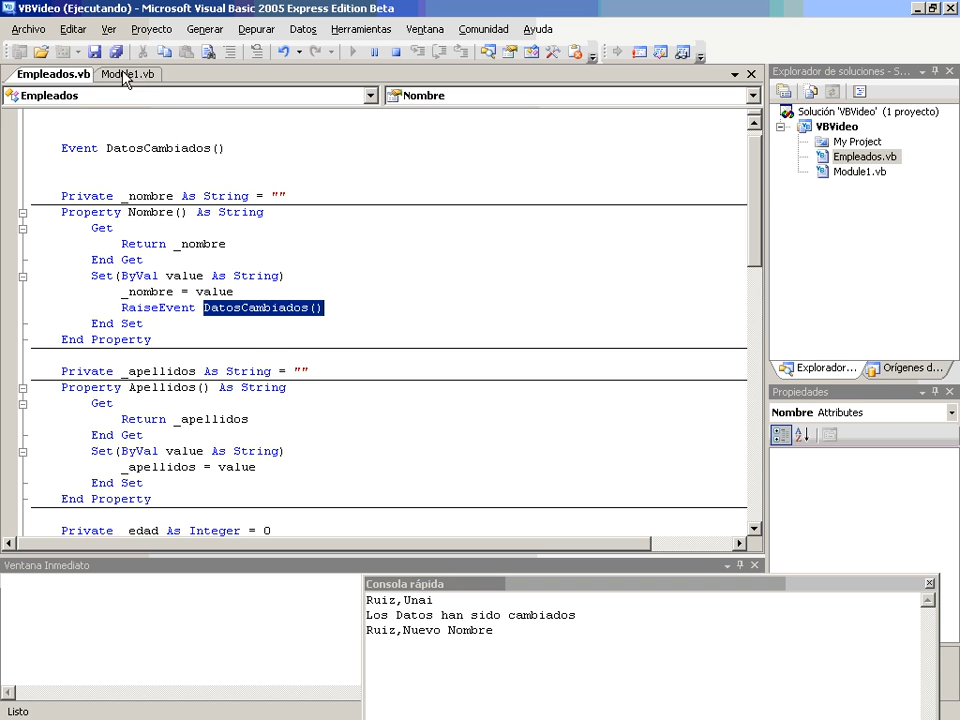 VBVideo (Ejecutando) - Microsoft Visual Basic 2005 Express Edition Beta
Archivo Editar Ver Proyecto Generar Depurar Datos Herramientas Ventana Comunidad Ayuda
Empleados.vb Module1.vb
Empleados Nombre
Event DatosCambiados()
Private _nombre As String = ""
Property Nombre() As String
Get
Return _nombre
End Get
Set(ByVal value As String)
_nombre = value
RaiseEvent DatosCambiados()
End Set
End Property
Private _apellidos As String = ""
Property Apellidos() As String
Get
Return _apellidos
End Get
Set(ByVal value As String)
_apellidos = value
End Set
End Property
Private _edad As Integer = 0
Explorador de soluciones - S...
Solución 'VBVideo' (1 proyecto)
VBVideo
My Project
Empleados.vb
Module1.vb
Explorador... Orígenes d...
Propiedades
Nombre Attributes
Ventana Inmediato
Consola rápida
Ruiz,Unai
Los Datos han sido cambiados
Ruiz,Nuevo Nombre
Listo